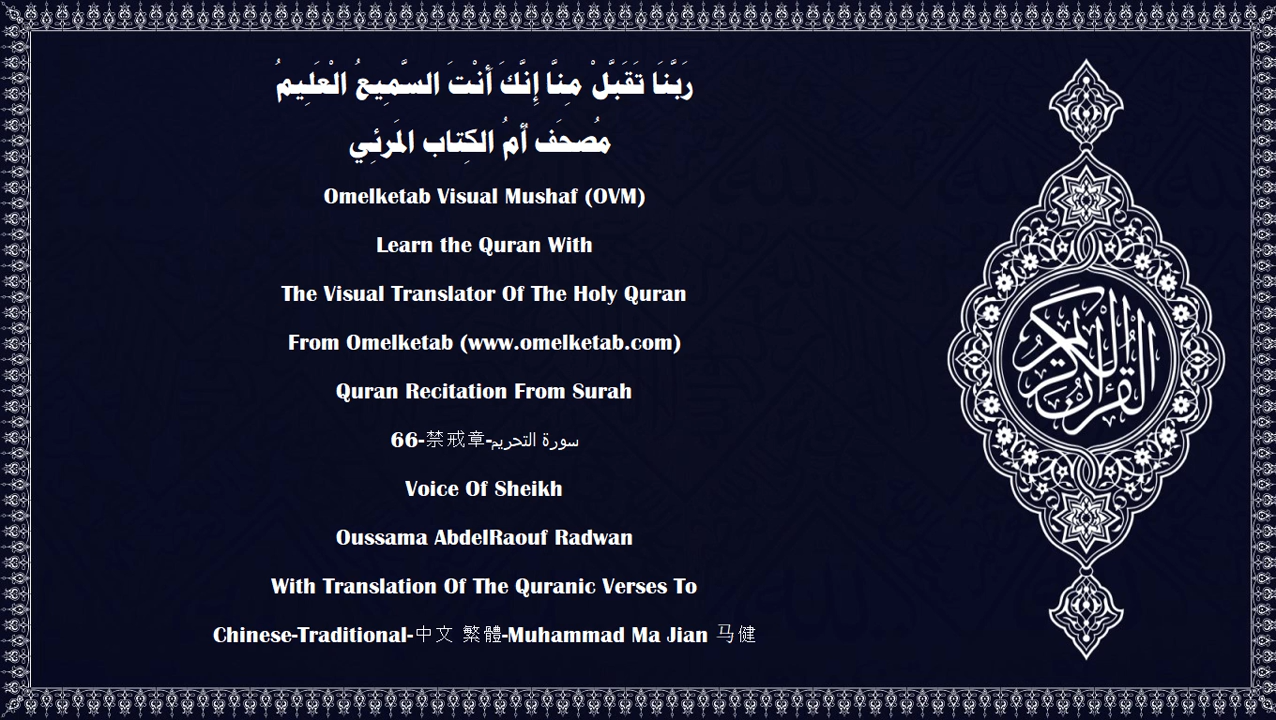 رَبَّنَا تَقَبَّلْ مِنَّا إِنَّكَ أَنْتَ السَّمِيعُ الْعَلِيمُ
مُصحَف أمُ الكِتاب المَرئِي
Omelketab Visual Mushaf (OVM)
Learn the Quran With
The Visual Translator Of The Holy Quran
From Omelketab (www.omelketab.com)
Quran Recitation From Surah
66-禁戒章-سورة التحريم
Voice Of Sheikh
Oussama AbdelRaouf Radwan
With Translation Of The Quranic Verses To
Chinese-Traditional-中文 繁體-Muhammad Ma Jian 马健
القرآن الكريم